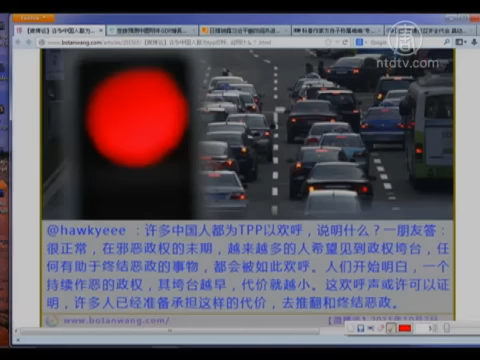 www.botanwang.com/
ntdtv.com
@hawkyeee ：许多中国人都为TPP以欢呼，说明什么？一朋友答：
很正常，在邪恶政权的末期，越来越多的人希望见到政权垮台，任
何有助于终结恶政的事物，都会被如此欢呼。人们开始明白，一个
持续作恶的政权，其垮台越早，代价就越小。这欢呼声或许可以证
明，许多人已经准备承担这样的代价，去推翻和终结恶政。
www.botanwang.com/